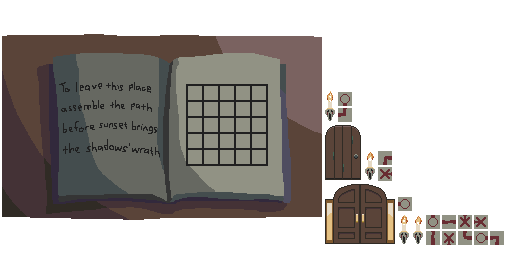 To leave this place
assemble the path
before sunset brings
the shadows' wrath